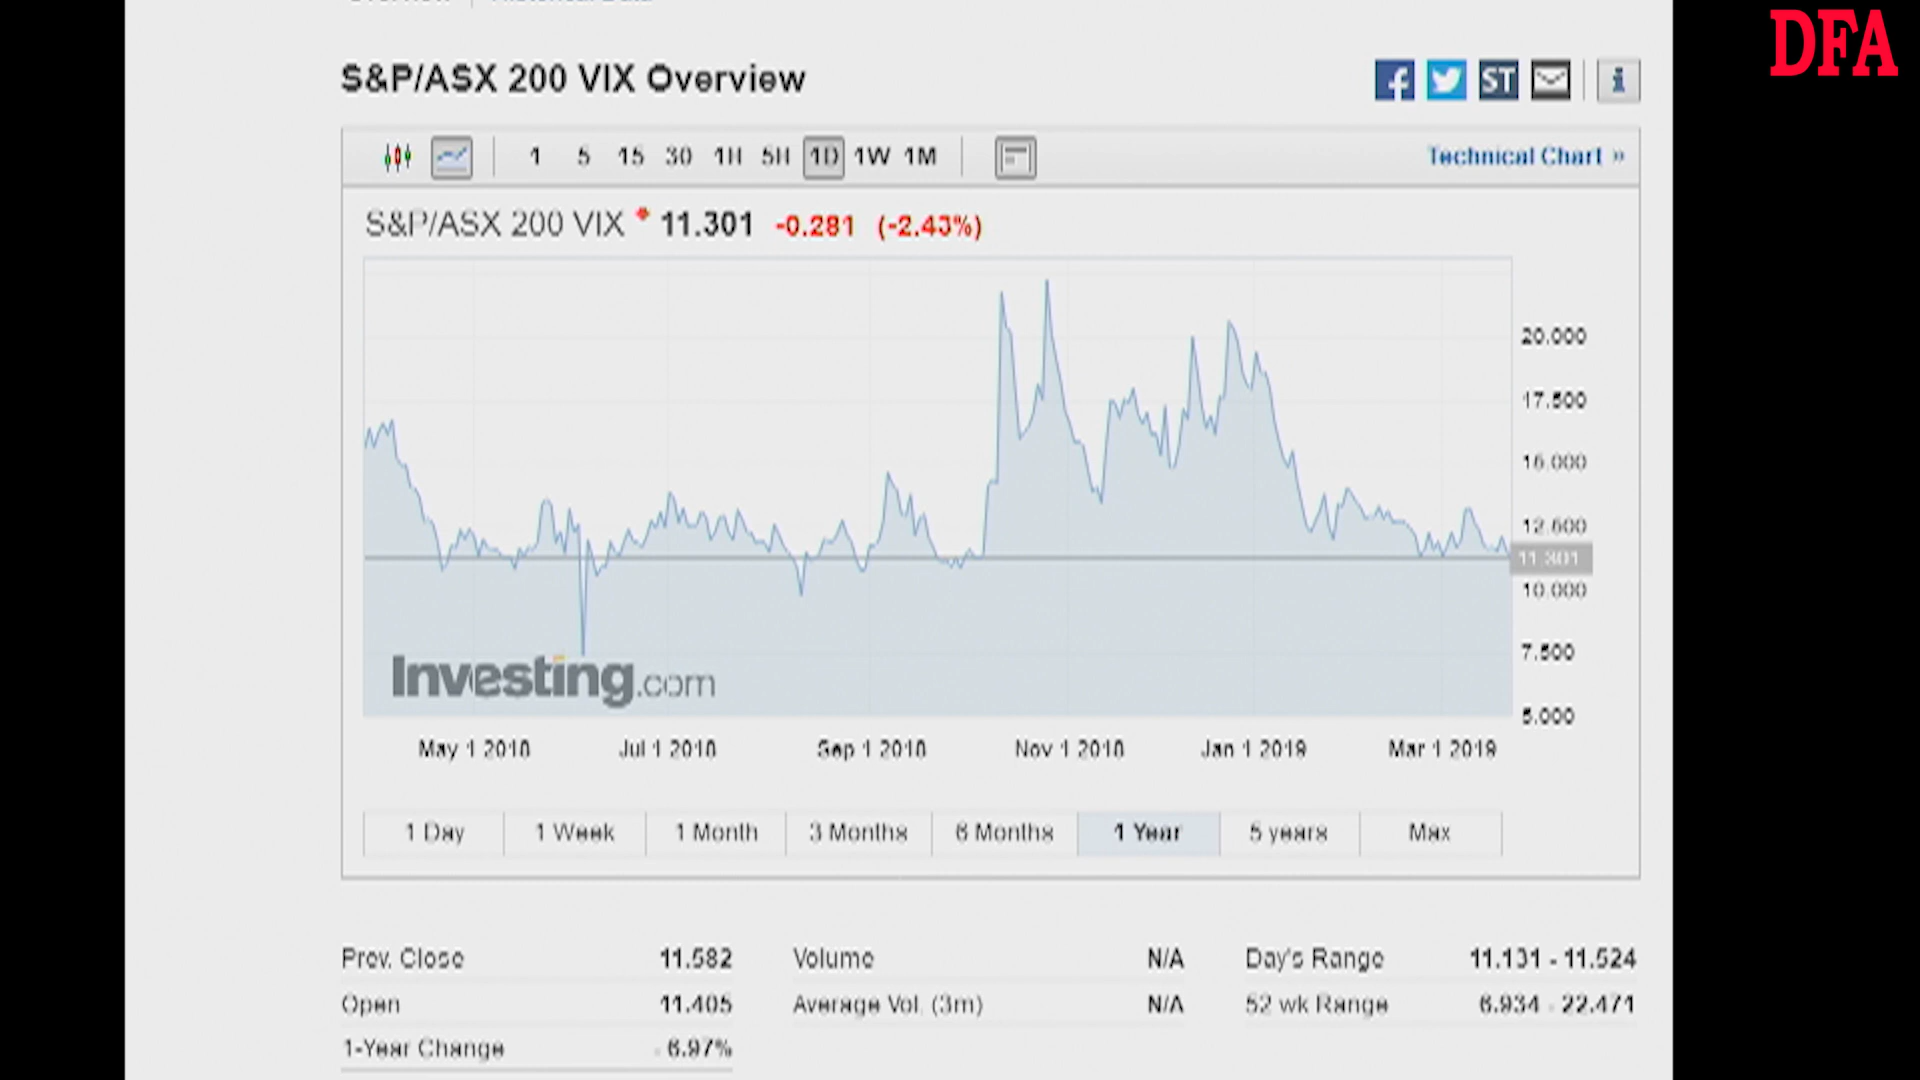 DFA
S&P/ASX 200 VIX Overview
ST
i
1 5 15 30 1H 5H 1D 1W 1M
Technical Chart »
S&P/ASX 200 VIX 11.301 -0.281 (-2.43%)
20.000
17.500
15.000
12.500
11.301
10.000
7.500
5.000
Investing.com
May 1 2018 Jul 1 2018 Sep 1 2018 Nov 1 2018 Jan 1 2019 Mar 1 2019
1 Day 1 Week 1 Month 3 Months 6 Months 1 Year 5 years Max
Prev. Close 11.582 Volume N/A Day's Range 11.131 - 11.524
Open 11.405 Average Vol. (3m) N/A 52 wk Range 6.934 - 22.471
1-Year Change - 6.97%